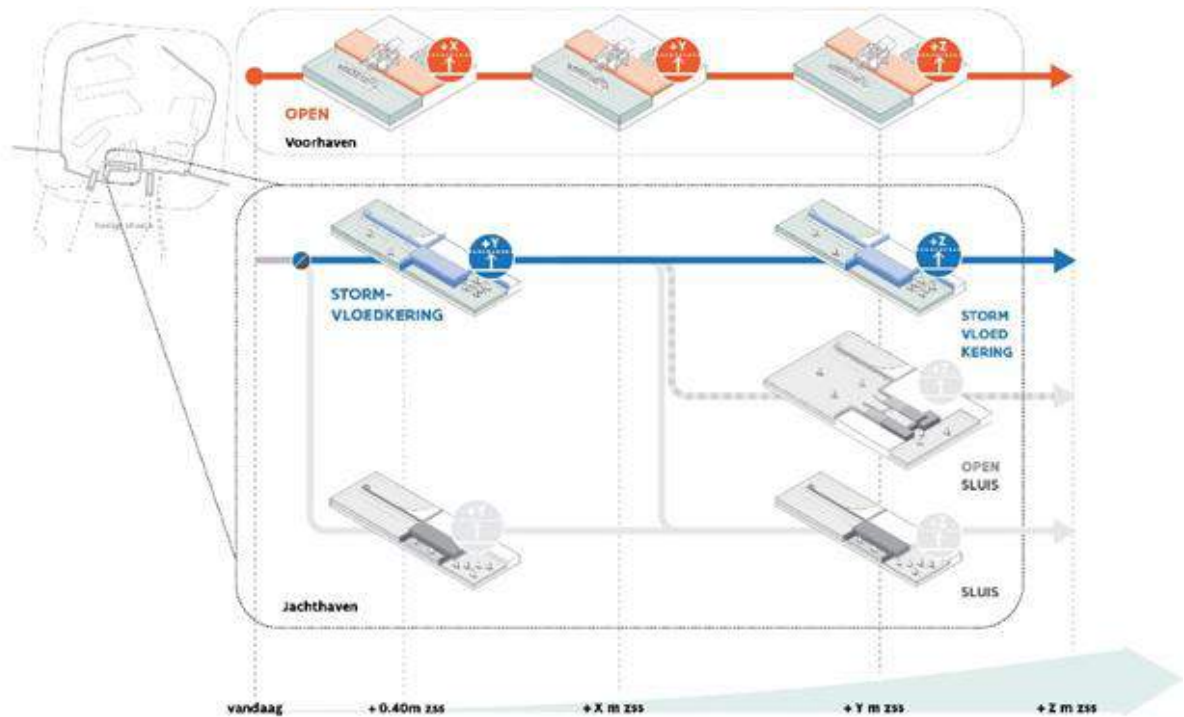 +X
+Y
+Z
OPEN
Voorhaven
+Y
+Z
STORM-
VLOEDKERING
STORM
VLOED
KERING
+Z
OPEN
SLUIS
+Y
+Z
SLUIS
Jachthaven
vandaag
+ 0.40m zss
+ X m zss
+ Y m zss
+ Z m zss